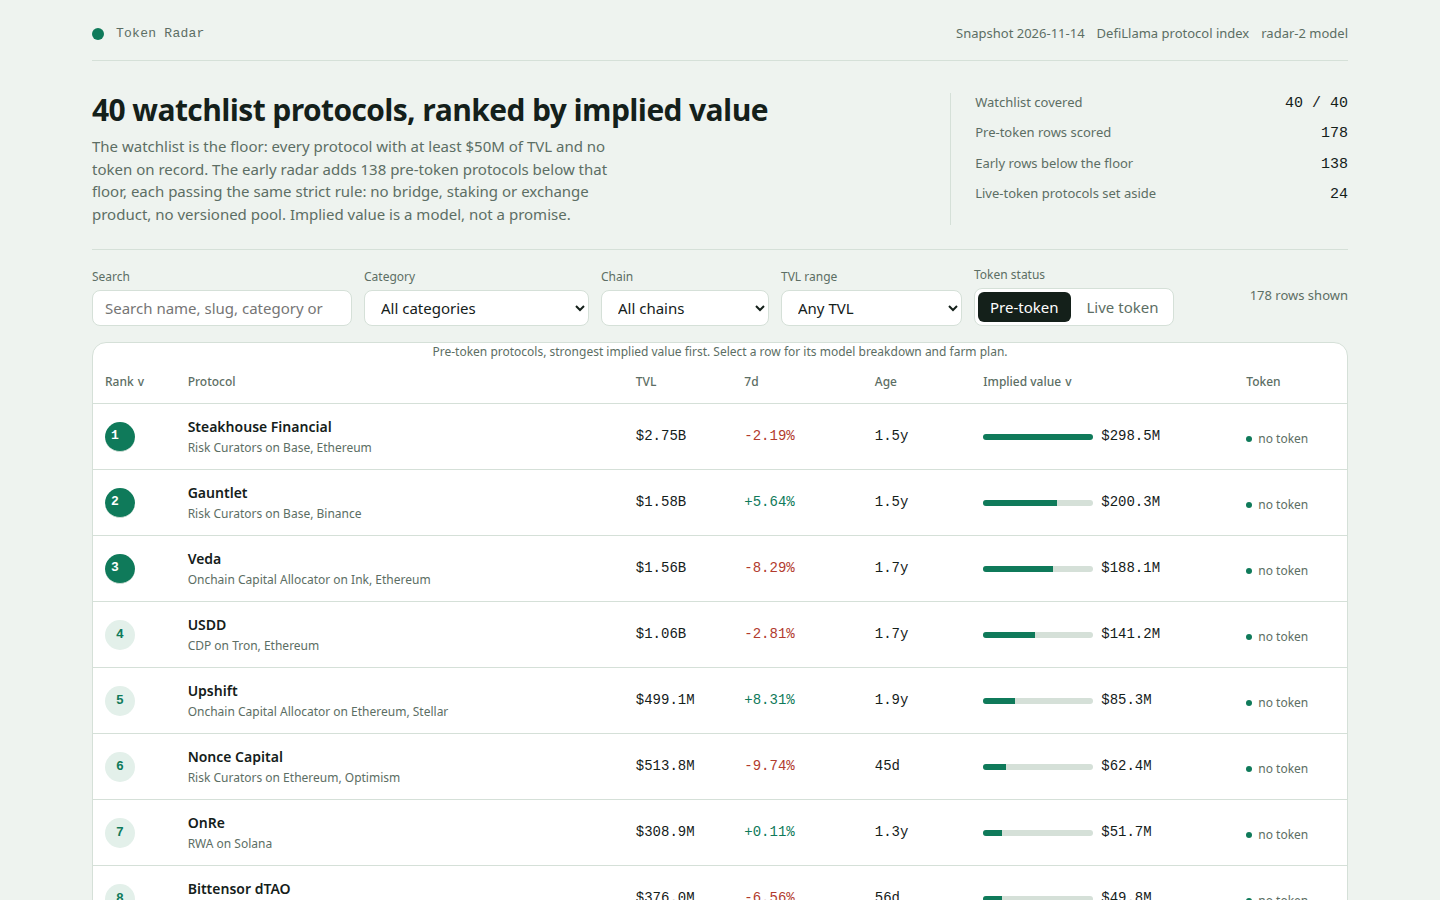 Token Radar
Snapshot 2026-11-14 DefiLlama protocol index radar-2 model
40 watchlist protocols, ranked by implied value
The watchlist is the floor: every protocol with at least $50M of TVL and no
token on record. The early radar adds 138 pre-token protocols below that
floor, each passing the same strict rule: no bridge, staking or exchange
product, no versioned pool. Implied value is a model, not a promise.
Watchlist covered 40 / 40
Pre-token rows scored 178
Early rows below the floor 138
Live-token protocols set aside 24
Search Category Chain TVL range Token status
Search name, slug, category or All categories All chains Any TVL Pre-token Live token 178 rows shown
Pre-token protocols, strongest implied value first. Select a row for its model breakdown and farm plan.
Rank v Protocol TVL 7d Age Implied value v Token
1 Steakhouse Financial $2.75B -2.19% 1.5y $298.5M no token
Risk Curators on Base, Ethereum
2 Gauntlet $1.58B +5.64% 1.5y $200.3M no token
Risk Curators on Base, Binance
3 Veda $1.56B -8.29% 1.7y $188.1M no token
Onchain Capital Allocator on Ink, Ethereum
4 USDD $1.06B -2.81% 1.7y $141.2M no token
CDP on Tron, Ethereum
5 Upshift $499.1M +8.31% 1.9y $85.3M no token
Onchain Capital Allocator on Ethereum, Stellar
6 Nonce Capital $513.8M -9.74% 45d $62.4M no token
Risk Curators on Ethereum, Optimism
7 OnRe $308.9M +0.11% 1.3y $51.7M no token
RWA on Solana
8 Bittensor dTAO $376.0M -6.56% 56d $49.8M no token